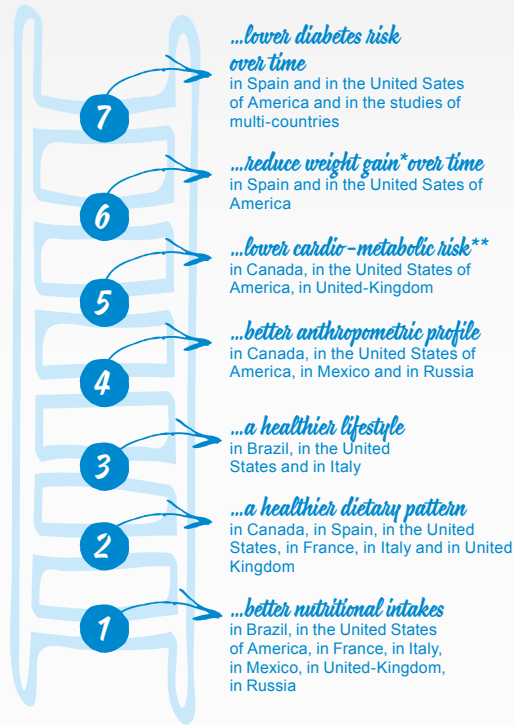 7
...lower diabetes risk
over time
in Spain and in the United Sates
of America and in the studies of
multi-countries
6
...reduce weight gain*over time
in Spain and in the United Sates of
America
5
...lower cardio-metabolic risk**
in Canada, in the United States of
America, in United-Kingdom
4
...better anthropometric profile
in Canada, in the United States of
America, in Mexico and in Russia
3
...a healthier lifestyle
in Brazil, in the United
States and in Italy
2
...a healthier dietary pattern
in Canada, in Spain, in the United
States, in France, in Italy and in United
Kingdom
1
...better nutritional intakes
in Brazil, in the United States
of America, in France, in Italy,
in Mexico, in United-Kingdom,
in Russia